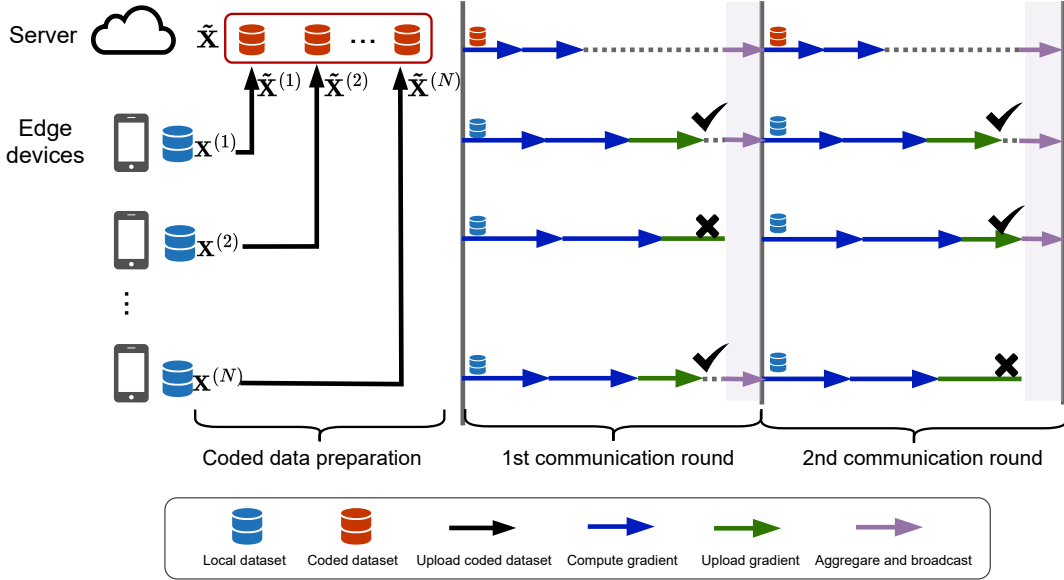 Server
X̃
...
X̃^(1)
X̃^(2)
X̃^(N)
Edge
devices
X^(1)
X^(2)
...
X^(N)
Coded data preparation
1st communication round
2nd communication round
Local dataset
Coded dataset
Upload coded dataset
Compute gradient
Upload gradient
Aggregare and broadcast